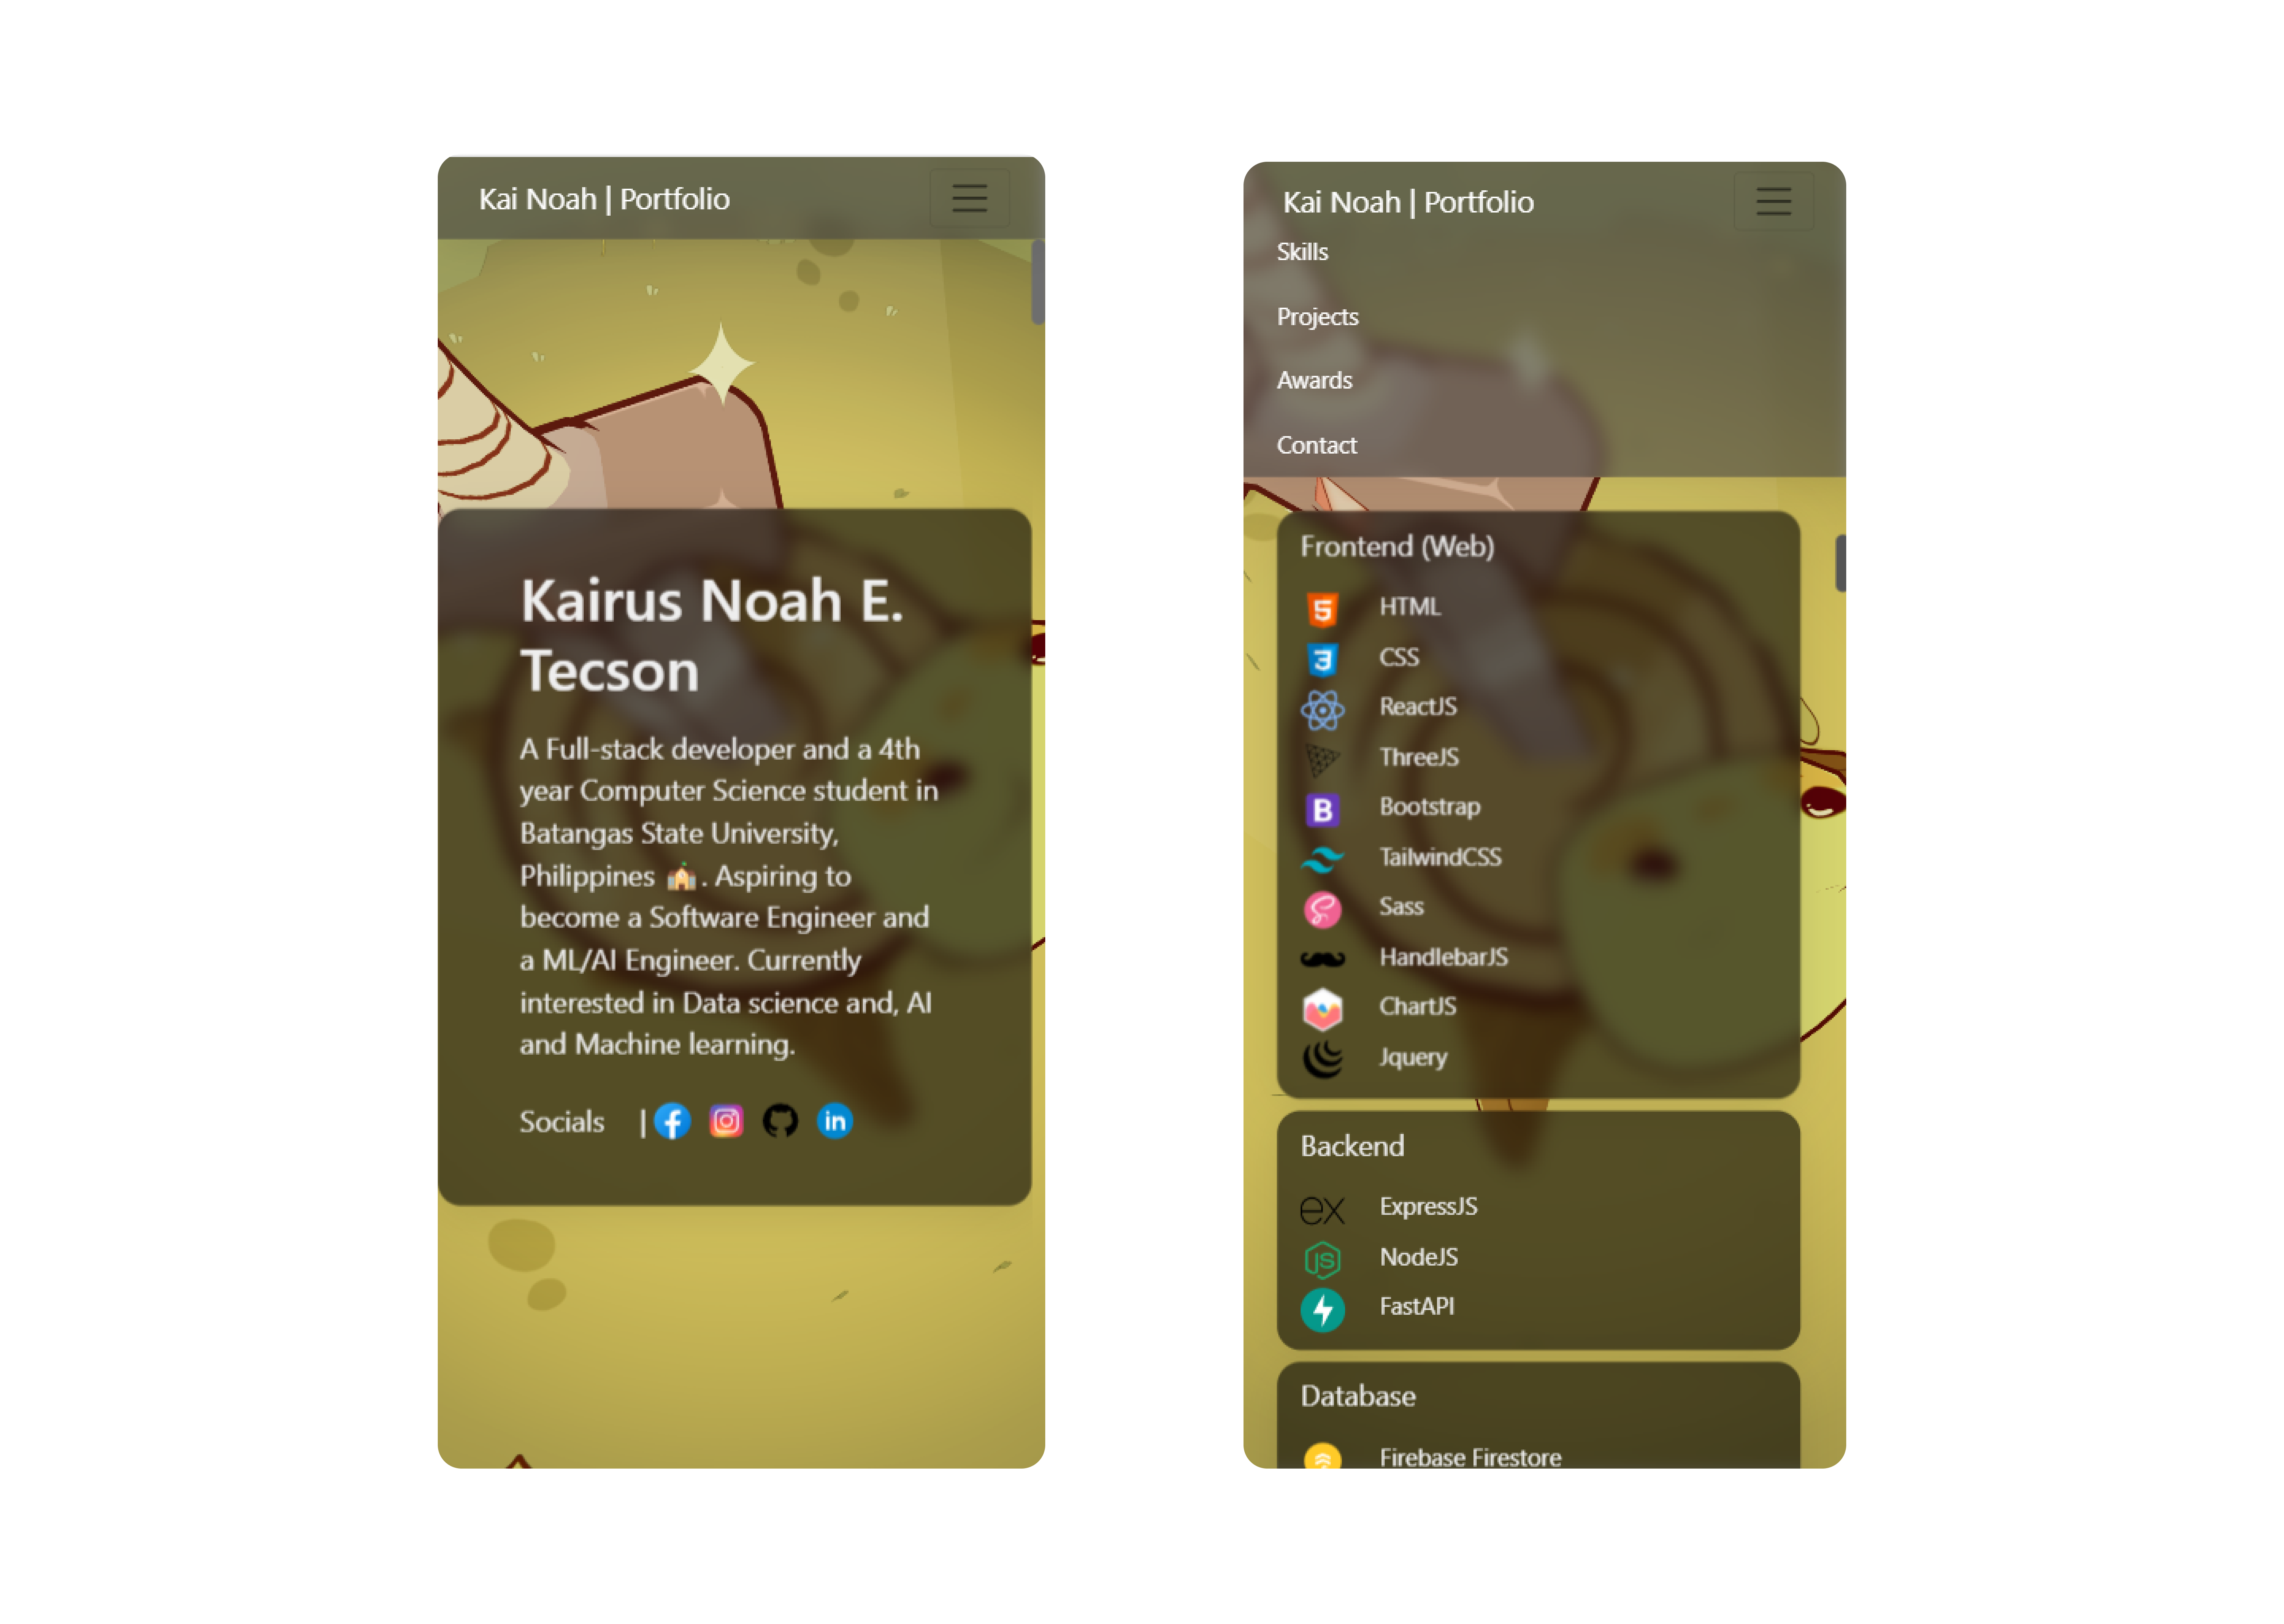 Kai Noah | Portfolio
Kairus Noah E.
Tecson
A Full-stack developer and a 4th
year Computer Science student in
Batangas State University,
Philippines 🏫. Aspiring to
become a Software Engineer and
a ML/AI Engineer. Currently
interested in Data science and, AI
and Machine learning.
Socials |
Kai Noah | Portfolio
Skills
Projects
Awards
Contact
Frontend (Web)
HTML
CSS
ReactJS
ThreeJS
Bootstrap
TailwindCSS
Sass
HandlebarJS
ChartJS
Jquery
Backend
ExpressJS
NodeJS
FastAPI
Database
Firebase Firestore